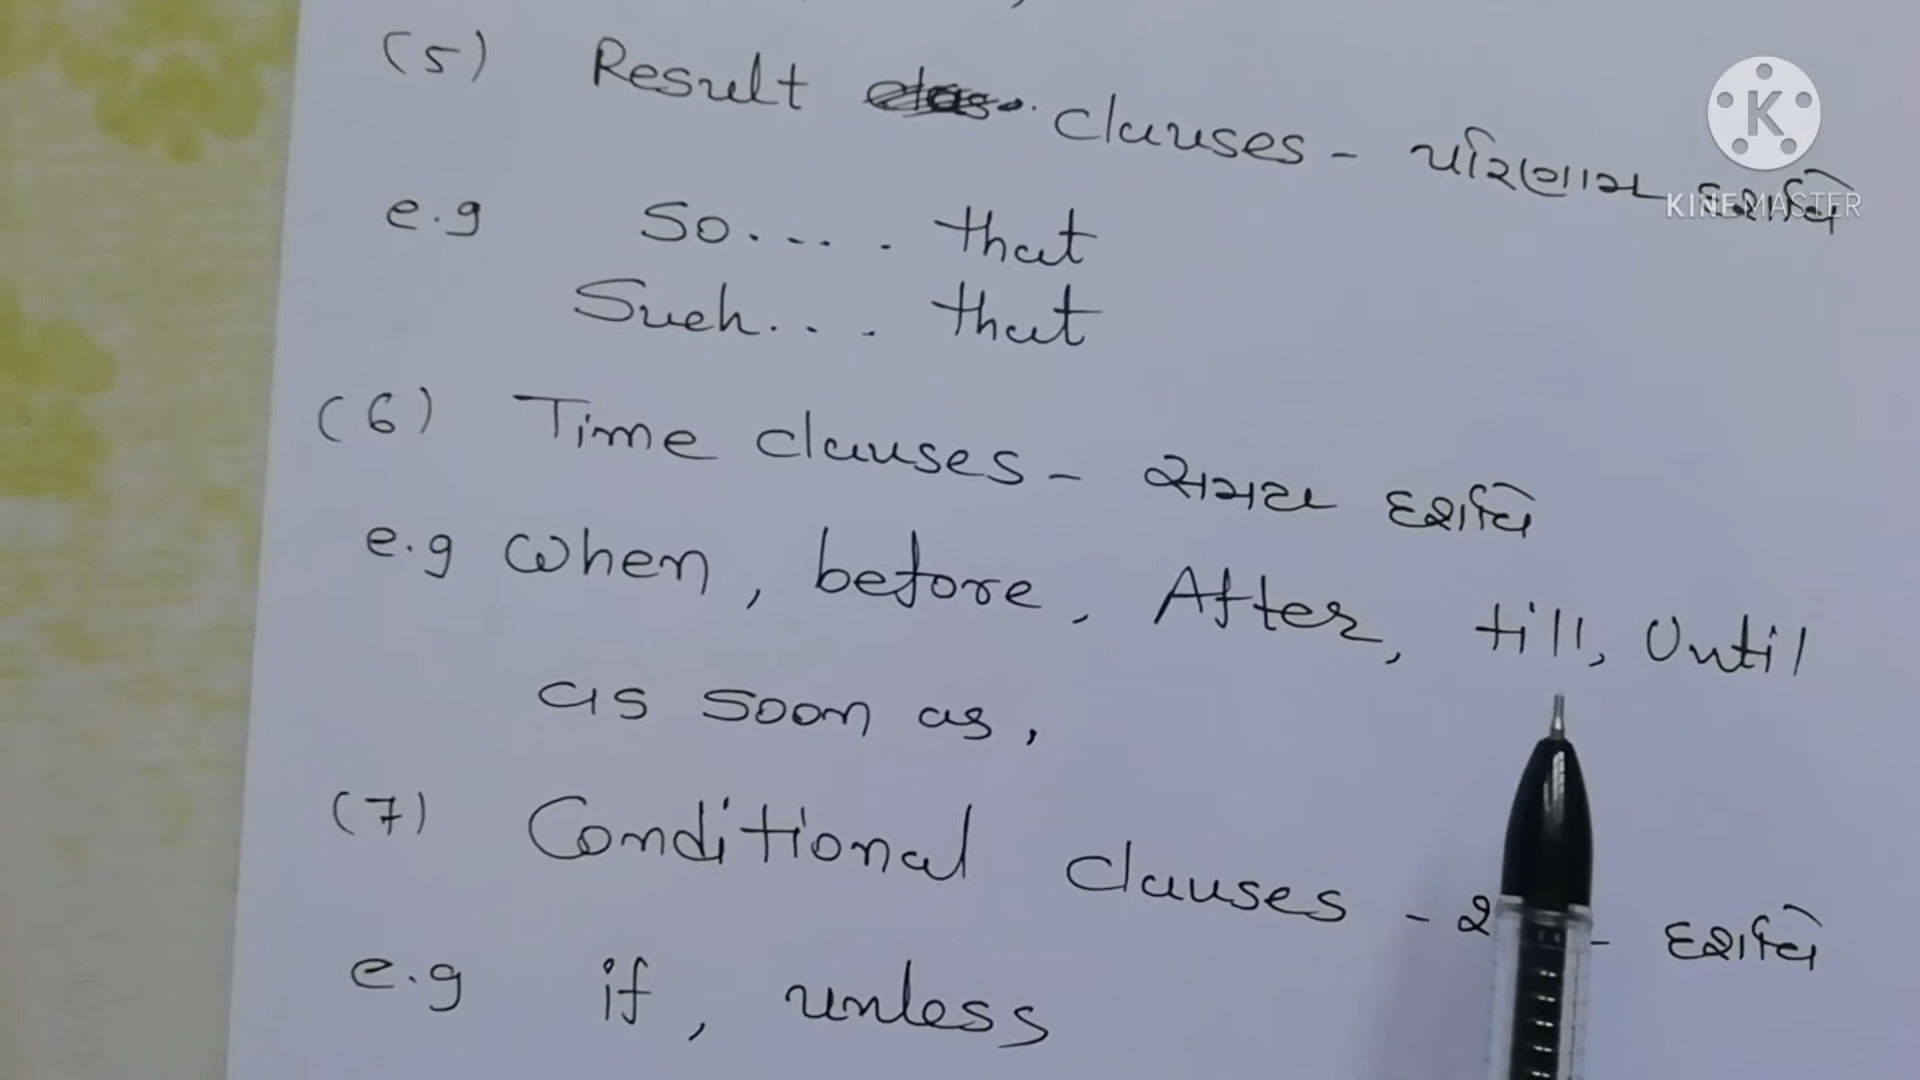 (5) Result clauses - પરિણામ દર્શાવે
K
KINEMASTER
e.g So.... that
Such... that
(6) Time clauses - સમય દર્શાવે
e.g when, before, After, till, Until
as soon as,
(7) Conditional clauses - દર્શાવે
e.g if, unless